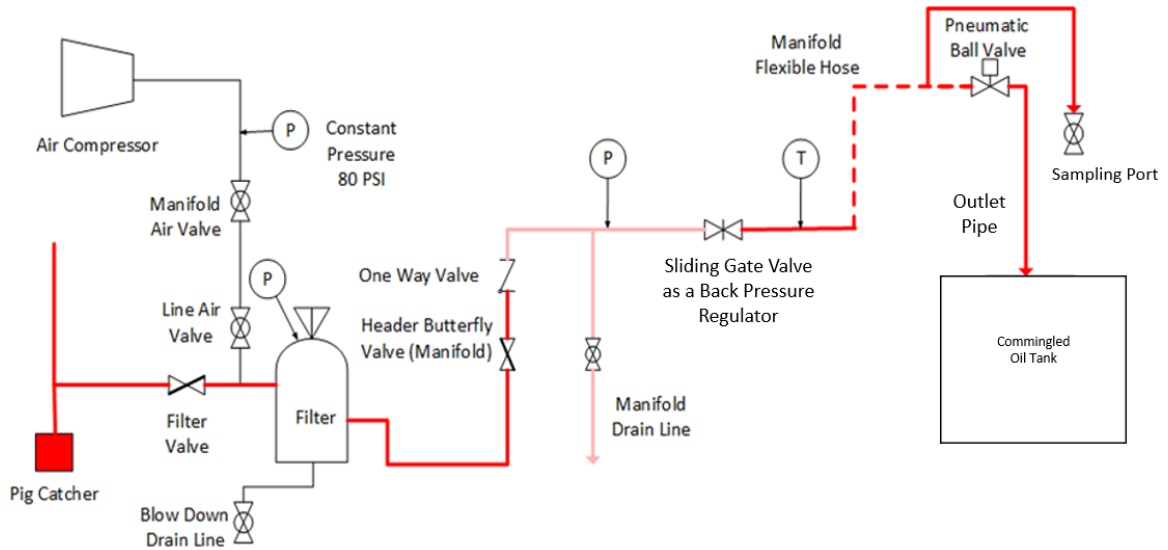 Air Compressor
P
Constant
Pressure
80 PSI
Manifold
Air Valve
P
Line Air
Valve
Filter
Valve
Pig Catcher
Filter
Blow Down
Drain Line
One Way Valve
Header Butterfly
Valve (Manifold)
P
Manifold
Drain Line
Sliding Gate Valve
as a Back Pressure
Regulator
T
Manifold
Flexible Hose
Pneumatic
Ball Valve
Sampling Port
Outlet
Pipe
Commingled
Oil Tank